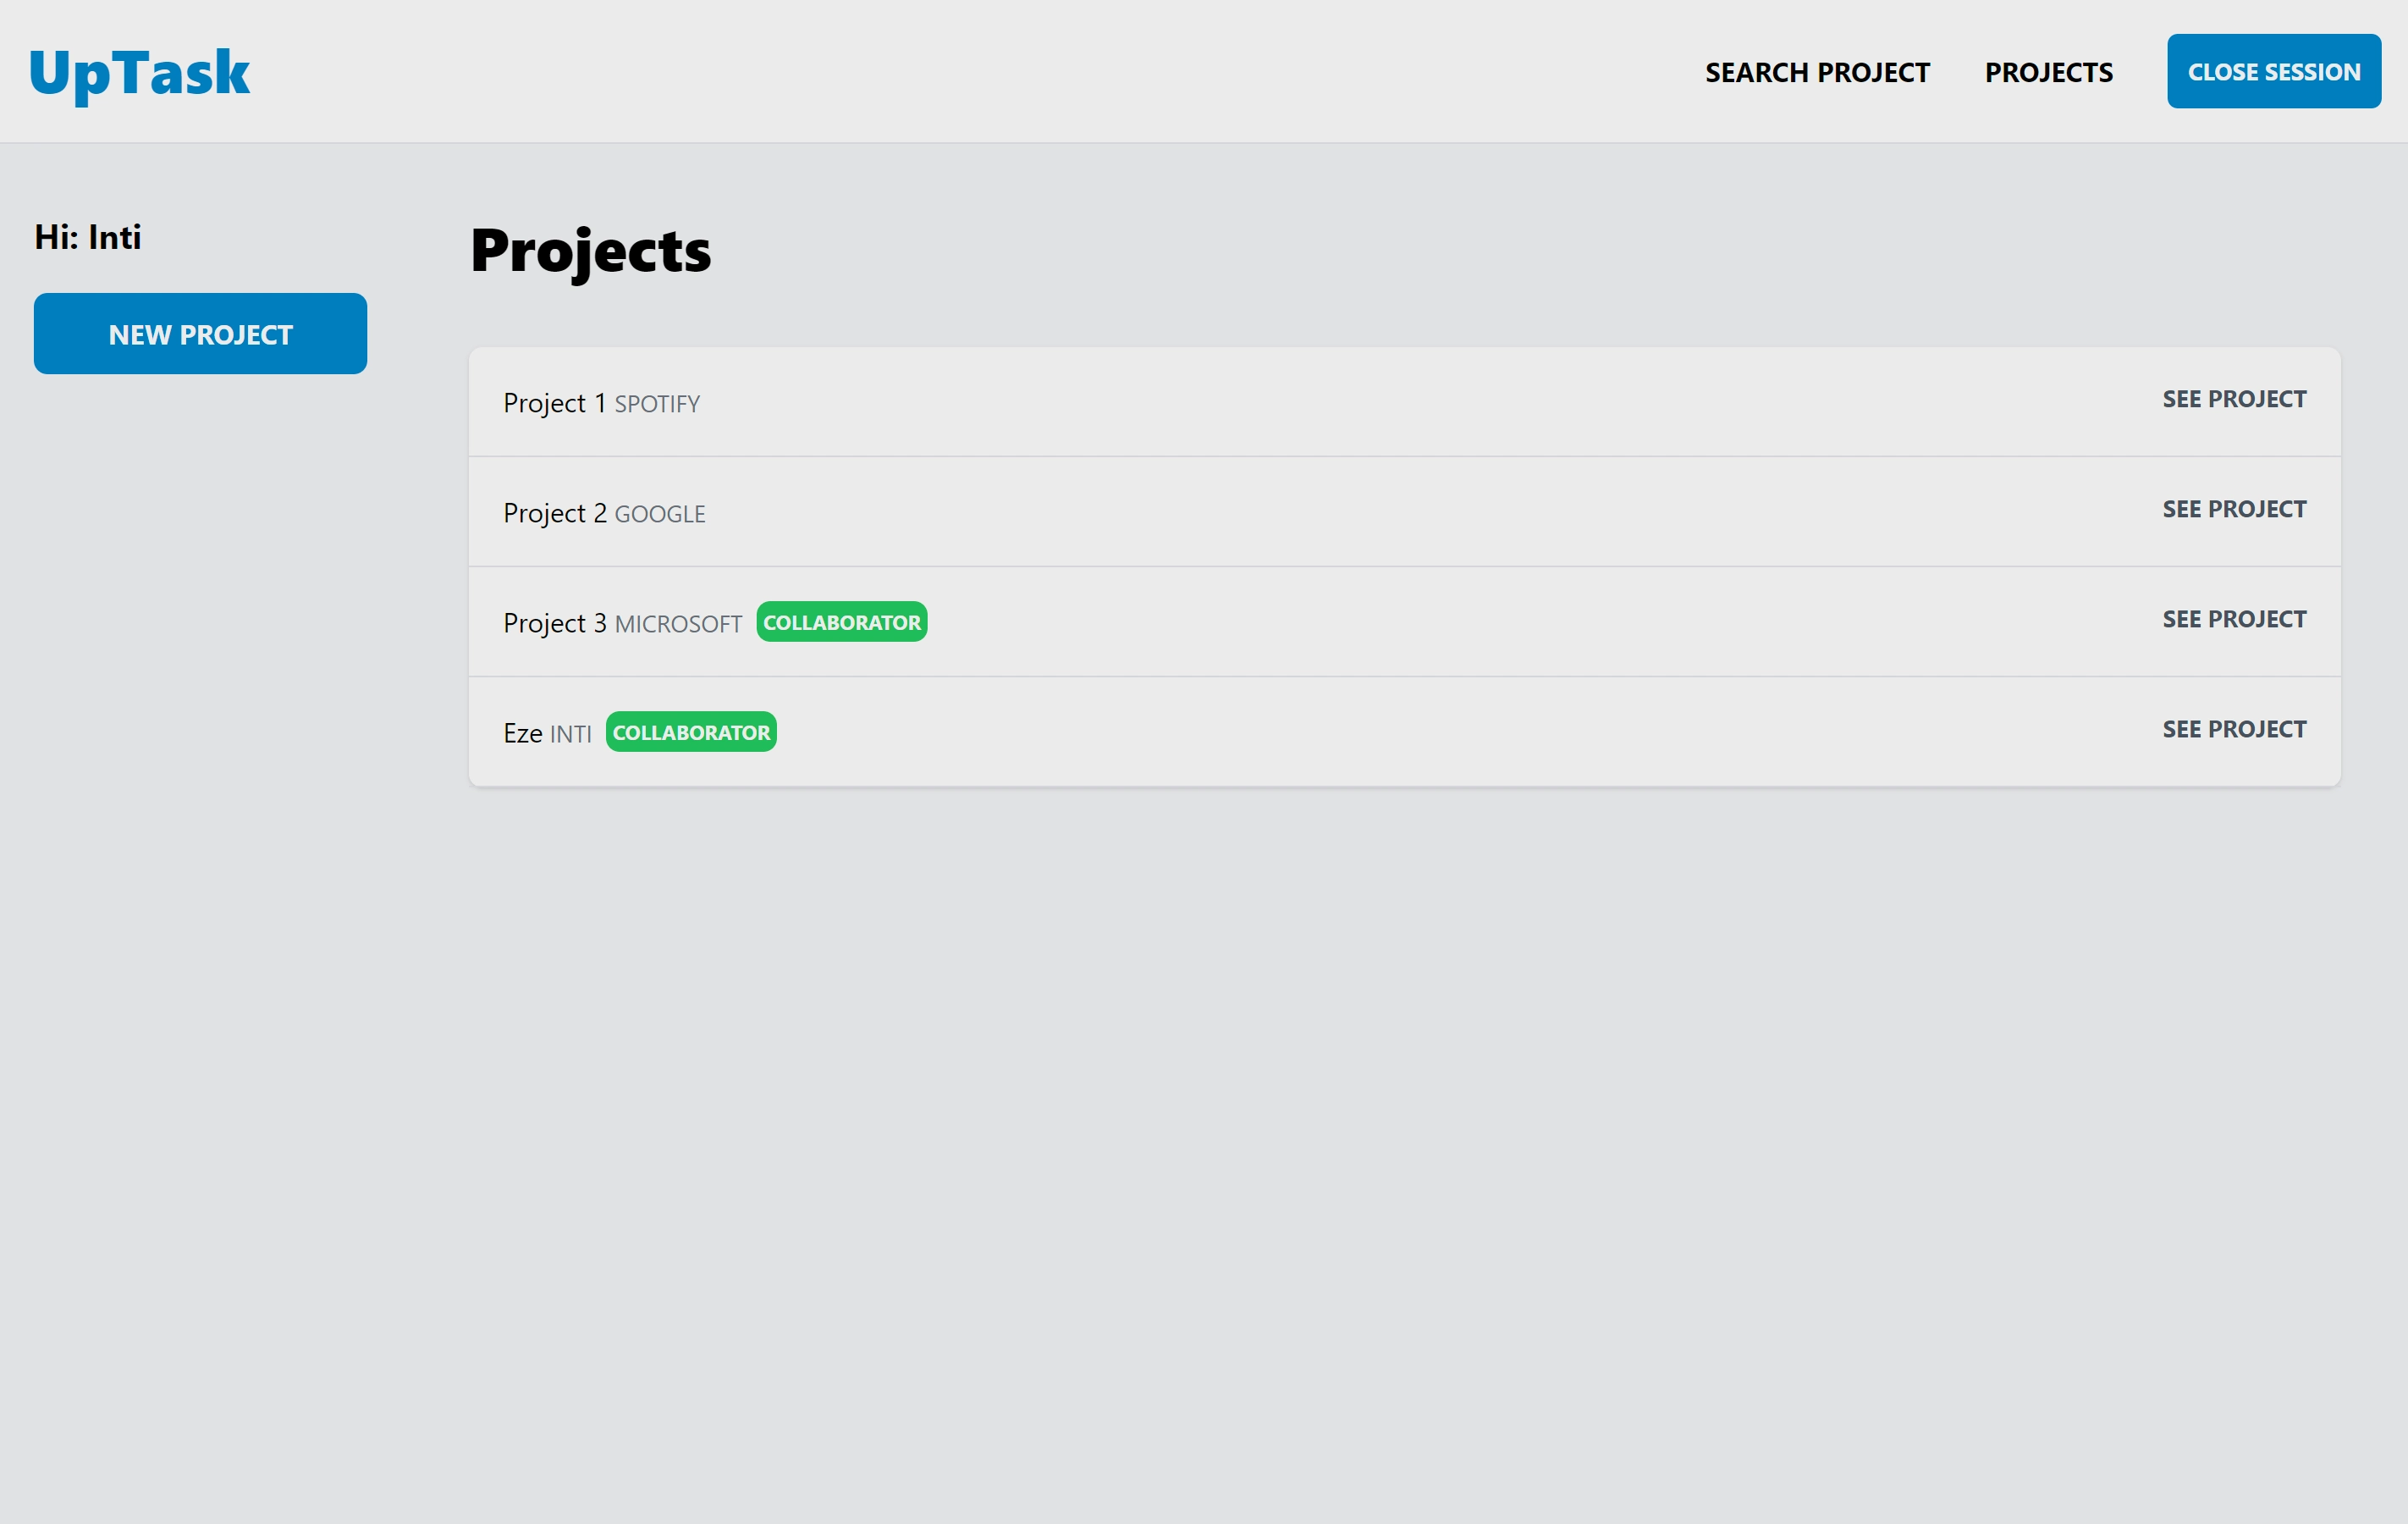 UpTask
SEARCH PROJECT PROJECTS CLOSE SESSION
Hi: Inti
NEW PROJECT
Projects
Project 1 SPOTIFY SEE PROJECT
Project 2 GOOGLE SEE PROJECT
Project 3 MICROSOFT COLLABORATOR SEE PROJECT
Eze INTI COLLABORATOR SEE PROJECT